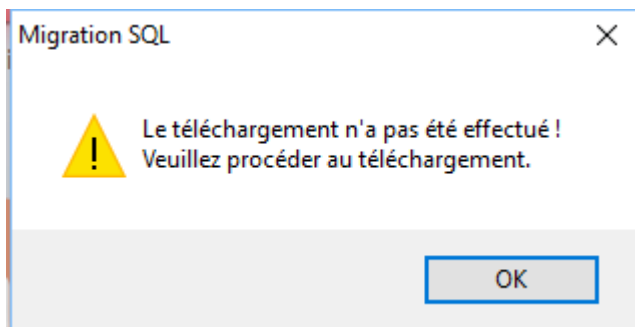 Migration SQL
Le téléchargement n'a pas été effectué !
Veuillez procéder au téléchargement.
OK